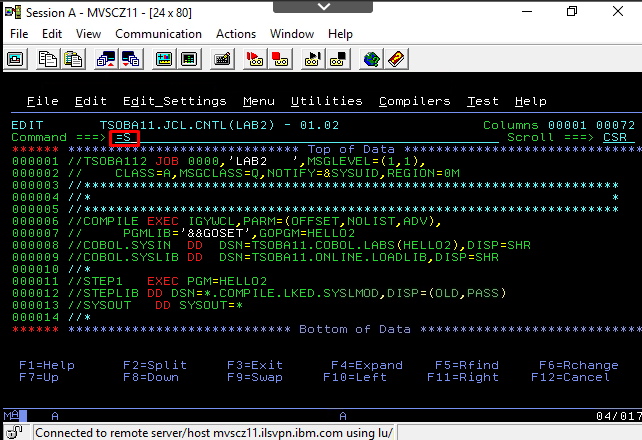 Session A - MVSCZ11 - [24 x 80]
File Edit View Communication Actions Window Help
File Edit Edit_Settings Menu Utilities Compilers Test Help
EDIT TSOBA11.JCL.CNTL(LAB2) - 01.02 Columns 00001 00072
Command ===> =S Scroll ===> CSR
****** ***************************** Top of Data ******************************
000001 //TSOBA112 JOB 0000,'LAB2 ',MSGLEVEL=(1,1),
000002 // CLASS=A,MSGCLASS=Q,NOTIFY=&SYSUID,REGION=0M
000003 //****************************************************************
000004 //* *
000005 //****************************************************************
000006 //COMPILE EXEC IGYWCL,PARM=(OFFSET,NOLIST,ADV),
000007 // PGMLIB='&&GOSET',GOPGM=HELLO2
000008 //COBOL.SYSIN DD DSN=TSOBA11.COBOL.LABS(HELLO2),DISP=SHR
000009 //COBOL.SYSLIB DD DSN=TSOBA11.ONLINE.LOADLIB,DISP=SHR
000010 //*
000011 //STEP1 EXEC PGM=HELLO2
000012 //STEPLIB DD DSN=*.COMPILE.LKED.SYSLMOD,DISP=(OLD,PASS)
000013 //SYSOUT DD SYSOUT=*
000014 //*
****** **************************** Bottom of Data ****************************
F1=Help F2=Split F3=Exit F4=Expand F5=Rfind F6=Rchange
F7=Up F8=Down F9=Swap F10=Left F11=Right F12=Cancel
MA A A 04/017
Connected to remote server/host mvscz11.ilsvpn.ibm.com using lu/